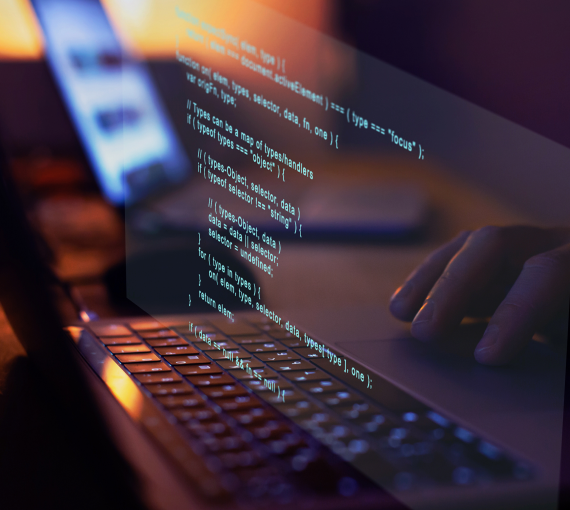 function expectSync( elem, type ) {
return ( elem === document.activeElement ) === ( type === "focus" );
function on( elem, types, selector, data, fn, one ) {
var origFn, type;
// Types can be a map of types/handlers
if ( typeof types === "object" ) {
// ( types-Object, selector, data )
if ( typeof selector !== "string" ) {
// ( types-Object, data )
data = data || selector;
selector = undefined;
}
for ( type in types ) {
on( elem, type, selector, data, types[ type ], one );
}
return elem;
}
if ( data == null && fn == null ) {